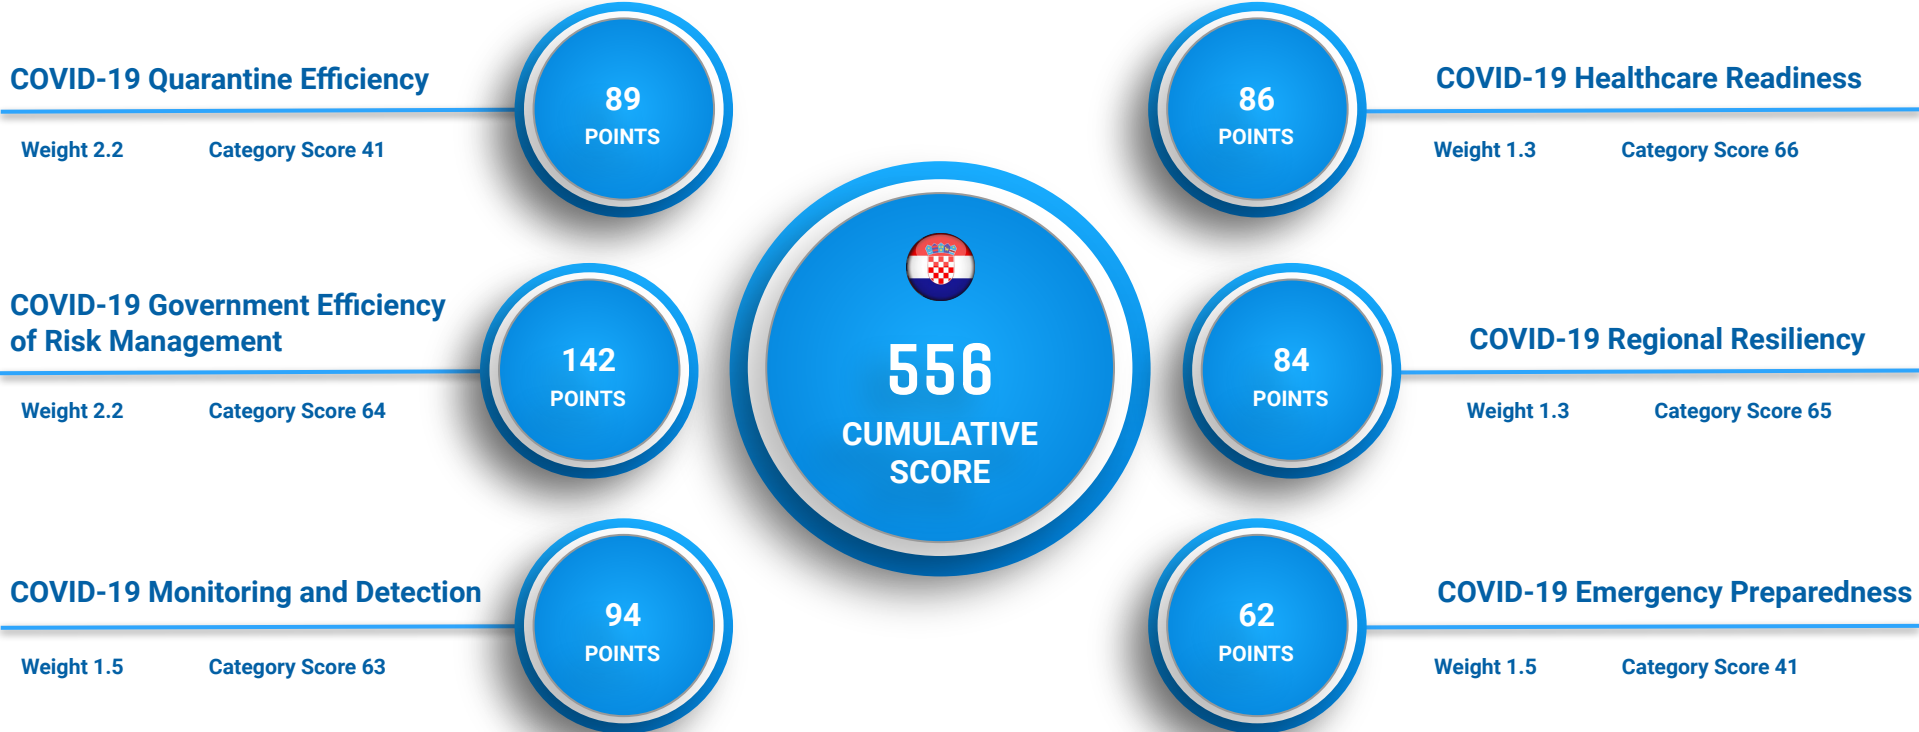 COVID-19 Quarantine Efficiency
Weight 2.2 Category Score 41
89
POINTS
COVID-19 Government Efficiency
of Risk Management
Weight 2.2 Category Score 64
142
POINTS
COVID-19 Monitoring and Detection
Weight 1.5 Category Score 63
94
POINTS
556
CUMULATIVE
SCORE
86
POINTS
COVID-19 Healthcare Readiness
Weight 1.3 Category Score 66
84
POINTS
COVID-19 Regional Resiliency
Weight 1.3 Category Score 65
62
POINTS
COVID-19 Emergency Preparedness
Weight 1.5 Category Score 41